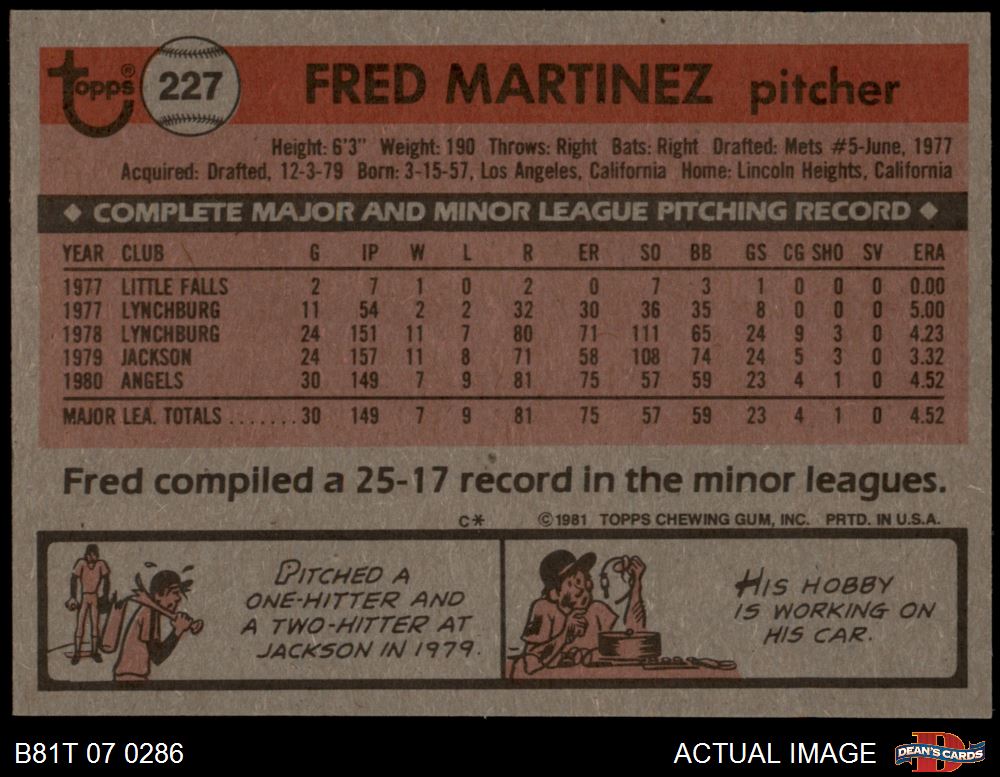 topps® 227 FRED MARTINEZ pitcher
Height: 6'3" Weight: 190 Throws: Right Bats: Right Drafted: Mets #5-June, 1977
Acquired: Drafted, 12-3-79 Born: 3-15-57, Los Angeles, California Home: Lincoln Heights, California
◆ COMPLETE MAJOR AND MINOR LEAGUE PITCHING RECORD ◆
YEAR CLUB G IP W L R ER SO BB GS CG SHO SV ERA
1977 LITTLE FALLS 2 7 1 0 2 0 7 3 1 0 0 0 0.00
1977 LYNCHBURG 11 54 2 2 32 30 36 35 8 0 0 0 5.00
1978 LYNCHBURG 24 151 11 7 80 71 111 65 24 9 3 0 4.23
1979 JACKSON 24 157 11 8 71 58 108 74 24 5 3 0 3.32
1980 ANGELS 30 149 7 9 81 75 57 59 23 4 1 0 4.52
MAJOR LEA. TOTALS ....... 30 149 7 9 81 75 57 59 23 4 1 0 4.52
Fred compiled a 25-17 record in the minor leagues.
C* ©1981 TOPPS CHEWING GUM, INC. PRTD. IN U.S.A.
PITCHED A
ONE-HITTER AND
A TWO-HITTER AT
JACKSON IN 1979.
HIS HOBBY
IS WORKING ON
HIS CAR.
B81T 07 0286 ACTUAL IMAGE DEAN'S CARDS